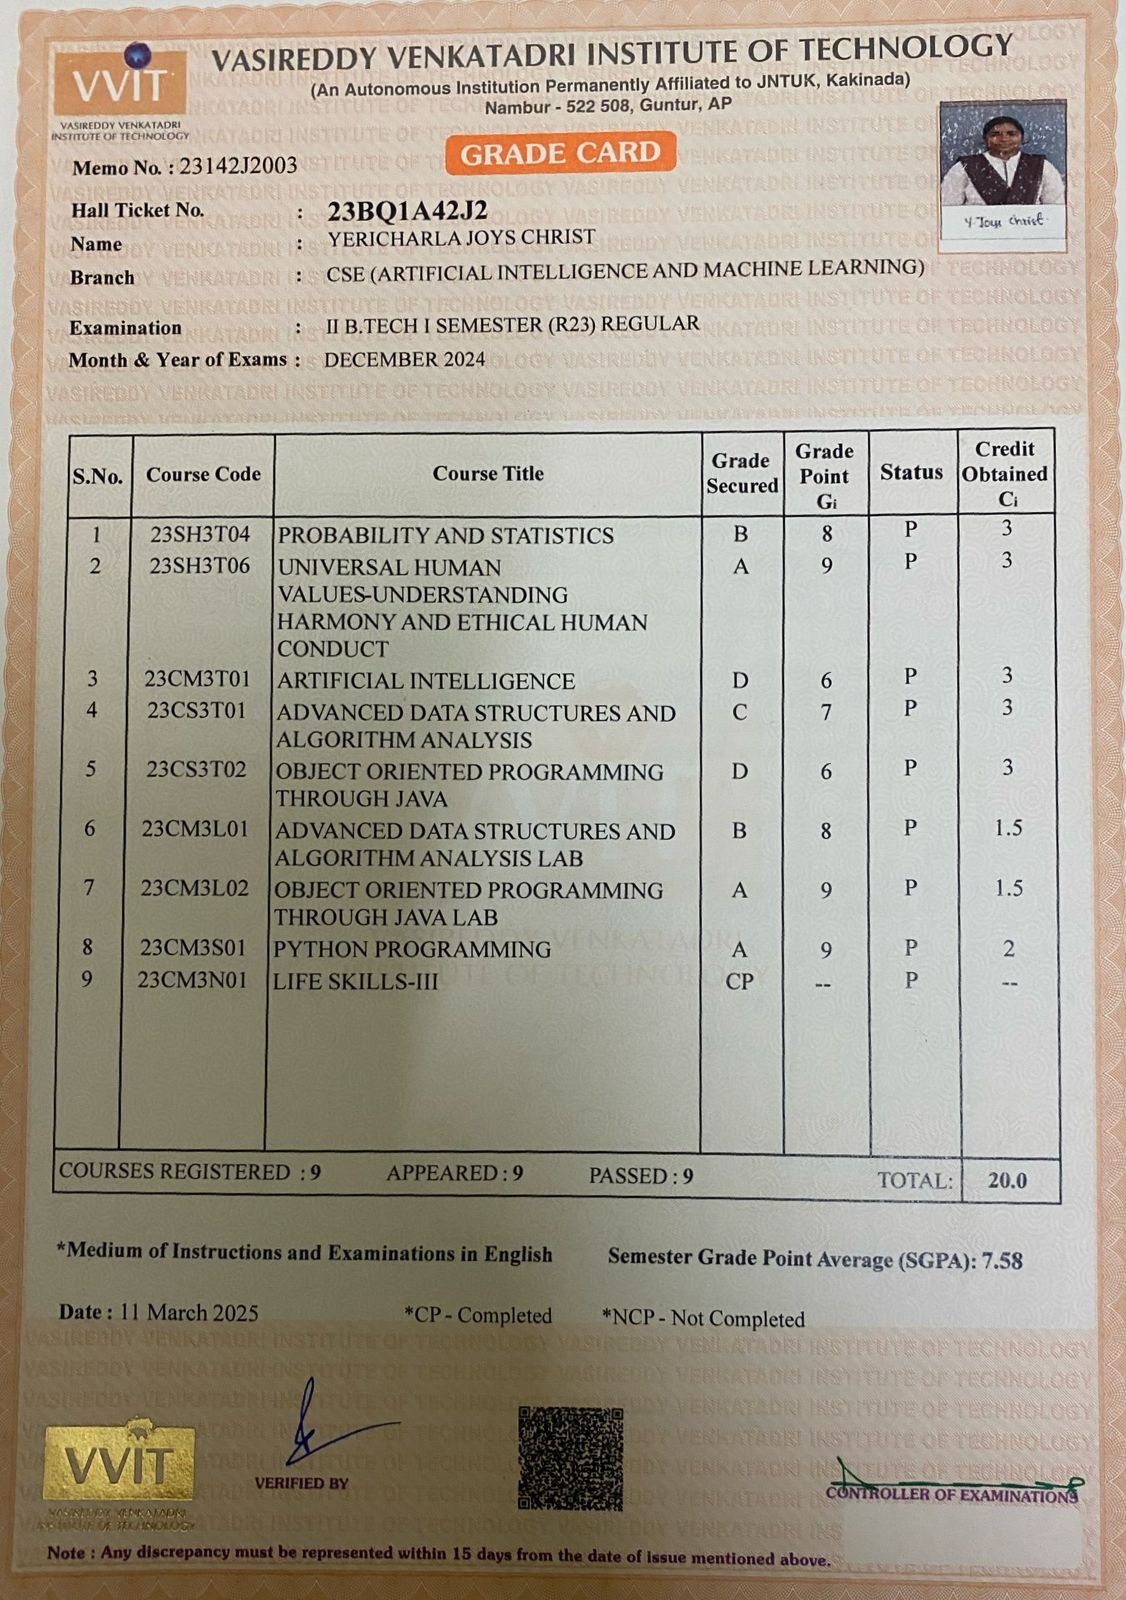 VVIT
VASIREDDY VENKATADRI
INSTITUTE OF TECHNOLOGY
VASIREDDY VENKATADRI INSTITUTE OF TECHNOLOGY
(An Autonomous Institution Permanently Affiliated to JNTUK, Kakinada)
Nambur - 522 508, Guntur, AP
GRADE CARD
Memo No. : 23142J2003
Hall Ticket No. : 23BQ1A42J2
Name : YERICHARLA JOYS CHRIST
Y. Joys Christ
Branch : CSE (ARTIFICIAL INTELLIGENCE AND MACHINE LEARNING)
Examination : II B.TECH I SEMESTER (R23) REGULAR
Month & Year of Exams : DECEMBER 2024
S.No. Course Code Course Title Grade Secured Grade Point Gi Status Credit Obtained Ci
1 23SH3T04 PROBABILITY AND STATISTICS B 8 P 3
2 23SH3T06 UNIVERSAL HUMAN A 9 P 3
VALUES-UNDERSTANDING
HARMONY AND ETHICAL HUMAN
CONDUCT
3 23CM3T01 ARTIFICIAL INTELLIGENCE D 6 P 3
4 23CS3T01 ADVANCED DATA STRUCTURES AND C 7 P 3
ALGORITHM ANALYSIS
5 23CS3T02 OBJECT ORIENTED PROGRAMMING D 6 P 3
THROUGH JAVA
6 23CM3L01 ADVANCED DATA STRUCTURES AND B 8 P 1.5
ALGORITHM ANALYSIS LAB
7 23CM3L02 OBJECT ORIENTED PROGRAMMING A 9 P 1.5
THROUGH JAVA LAB
8 23CM3S01 PYTHON PROGRAMMING A 9 P 2
9 23CM3N01 LIFE SKILLS-III CP -- P --
COURSES REGISTERED : 9 APPEARED : 9 PASSED : 9 TOTAL: 20.0
*Medium of Instructions and Examinations in English Semester Grade Point Average (SGPA): 7.58
Date : 11 March 2025 *CP - Completed *NCP - Not Completed
VVIT
VASIREDDY VENKATADRI
INSTITUTE OF TECHNOLOGY
VERIFIED BY
CONTROLLER OF EXAMINATIONS
Note : Any discrepancy must be represented within 15 days from the date of issue mentioned above.